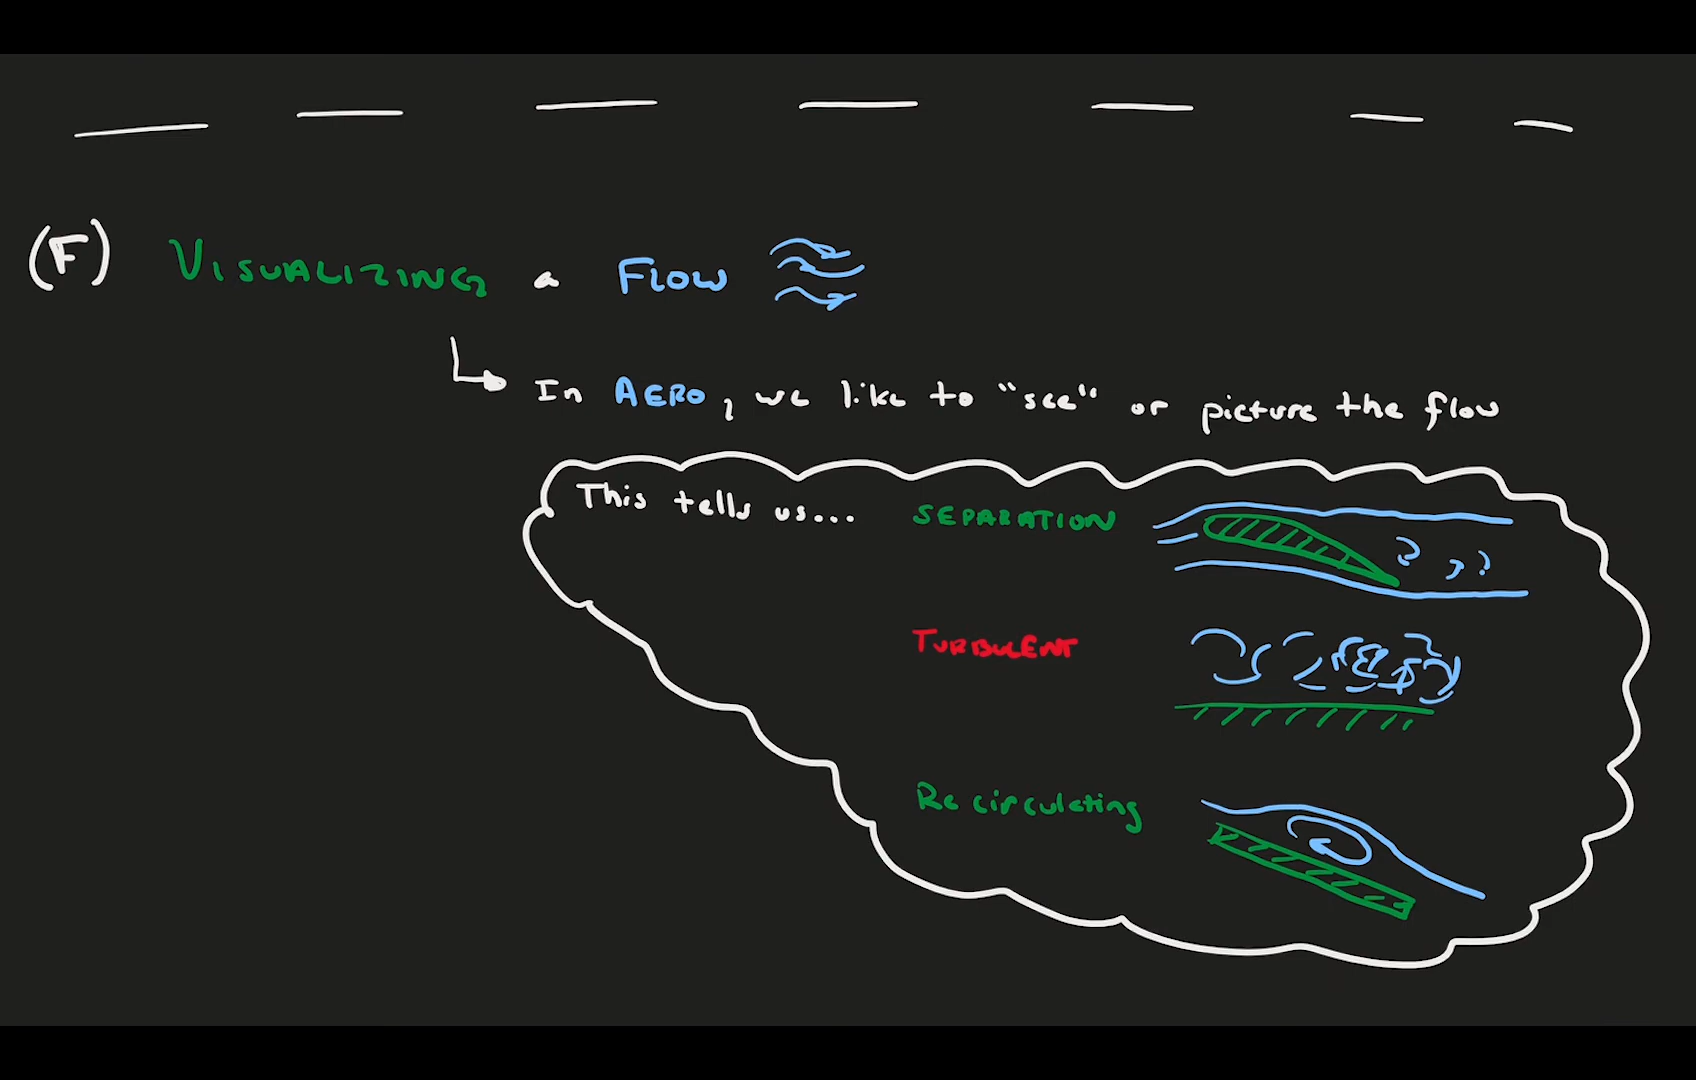 (F) VISUALIZING a FLOW
In AERO, we like to "see" or picture the flow
This tells us... SEPARATION
TURBULENT
Recirculating